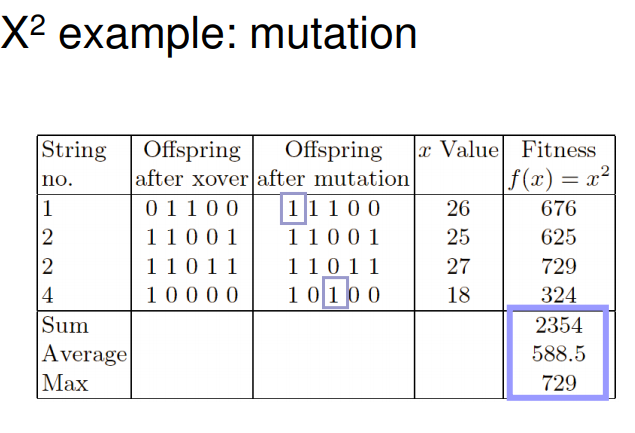 X² example: mutation
String Offspring Offspring x Value Fitness
no. after xover after mutation f(x) = x²
1 0 1 1 0 0 1 1 1 0 0 26 676
2 1 1 0 0 1 1 1 0 0 1 25 625
2 1 1 0 1 1 1 1 0 1 1 27 729
4 1 0 0 0 0 1 0 1 0 0 18 324
Sum 2354
Average 588.5
Max 729